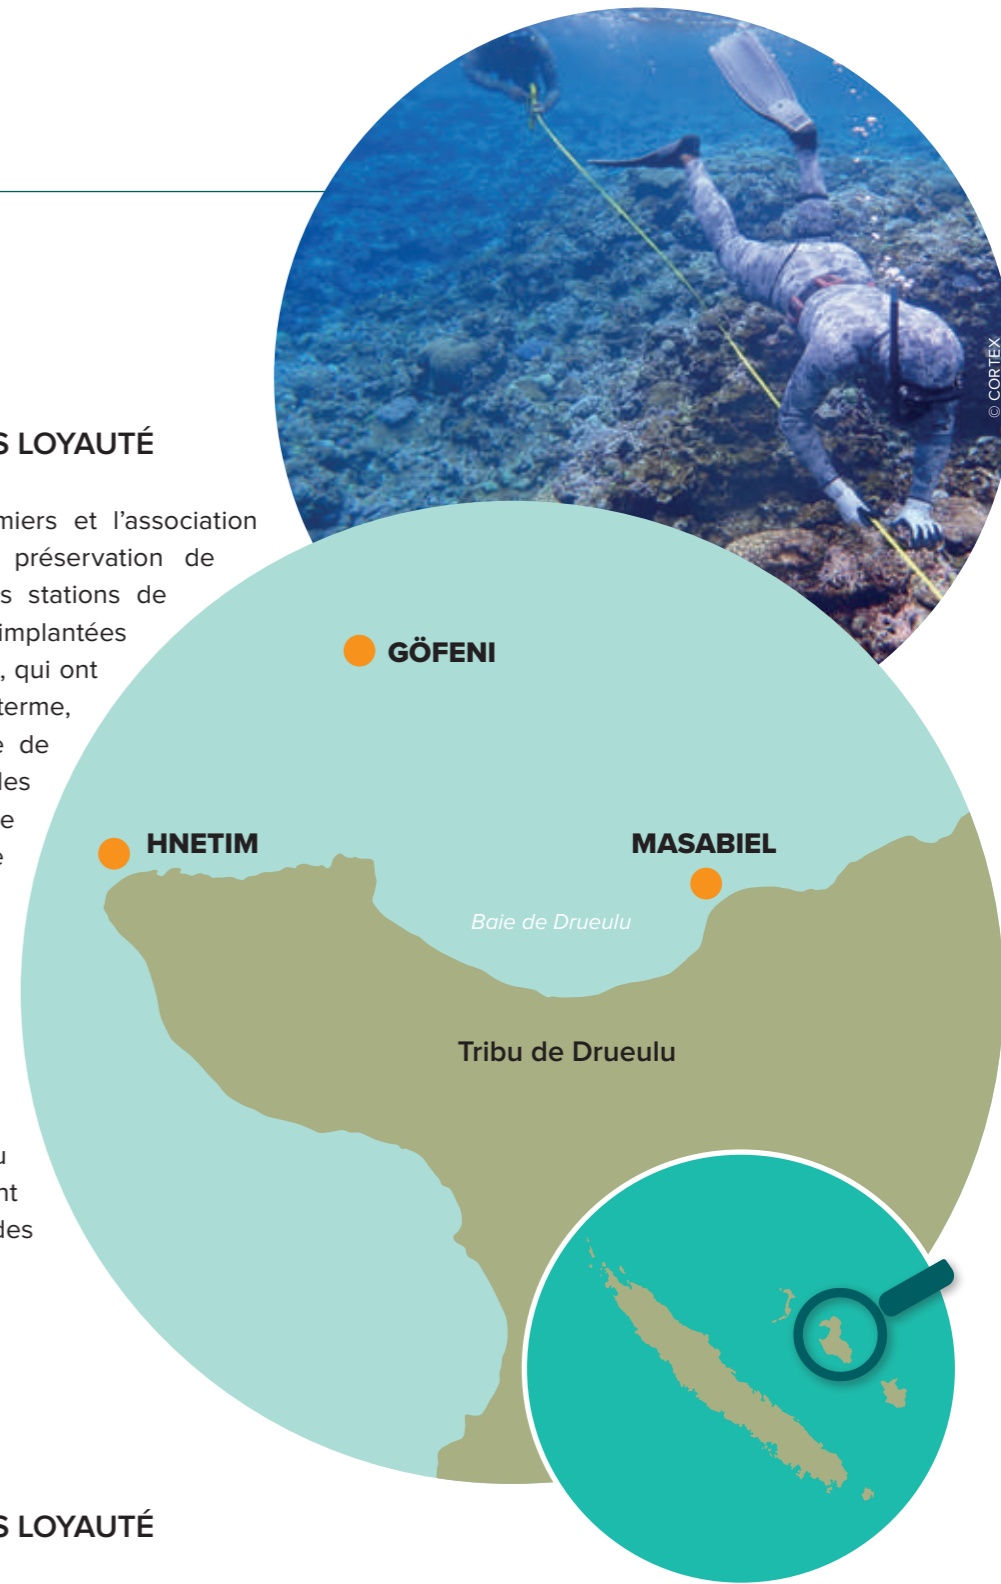 © CORTEX
S LOYAUTÉ
miers et l'association
préservation de
s stations de
implantées
, qui ont
terme,
e de
les
e
e
GÖFENI
HNETIM
MASABIEL
Baie de Drueulu
Tribu de Drueulu
u
nt
des
S LOYAUTÉ